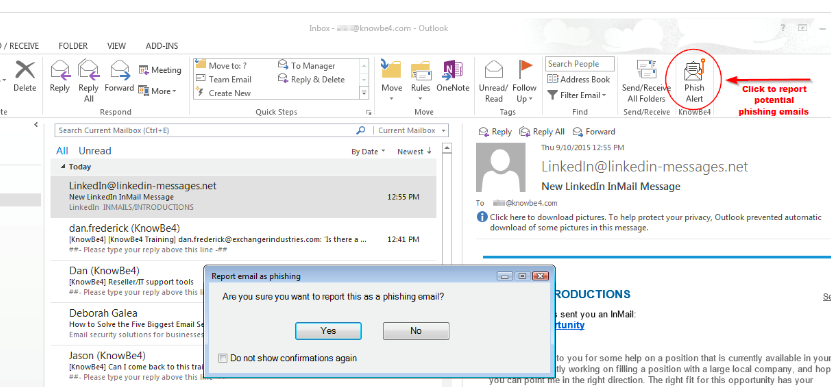 Inbox - @knowbe4.com - Outlook
/ RECEIVE FOLDER VIEW ADD-INS
Delete
Reply
Reply All
Forward
Meeting
More
Respond
Move to: ?
Team Email
Create New
To Manager
Reply & Delete
Quick Steps
Move
Rules
OneNote
Move
Unread/ Read
Follow Up
Tags
Search People
Address Book
Filter Email
Find
Send/Receive All Folders
Send/Receive
Phish Alert
KnowBe4
Click to report
potential
phishing emails
Search Current Mailbox (Ctrl+E)
Current Mailbox
All Unread
By Date Newest
Today
LinkedIn@linkedin-messages.net
New LinkedIn InMail Message 12:55 PM
LinkedIn INMAILS/INTRODUCTIONS
dan.frederick (KnowBe4)
[KnowBe4] [KnowBe4 Training] dan.frederick@exchangerindustries.com: 'Is there a ... 12:41 PM
##- Please type your reply above this line -##
Dan (KnowBe4)
[KnowBe4] Reseller/IT support tools
##- Please type your reply above this
Deborah Galea
How to Solve the Five Biggest Email Se
Email-security solutions for businesses
Jason (KnowBe4)
[KnowBe4] Can I come back to this trai
##- Please type your reply above this
Reply Reply All Forward
Thu 9/10/2015 12:55 PM
LinkedIn@linkedin-messages.net
New LinkedIn InMail Message
To @knowbe4.com
Click here to download pictures. To help protect your privacy, Outlook prevented automatic
download of some pictures in this message.
RODUCTIONS
s sent you an InMail:
ortunity
to you for some help on a position that is currently available in your
ntly working on filling a position with a large local company, and hop
you can point me in the right direction. The right fit for this opportunity has your
Report email as phishing
Are you sure you want to report this as a phishing email?
Yes No
Do not show confirmations again